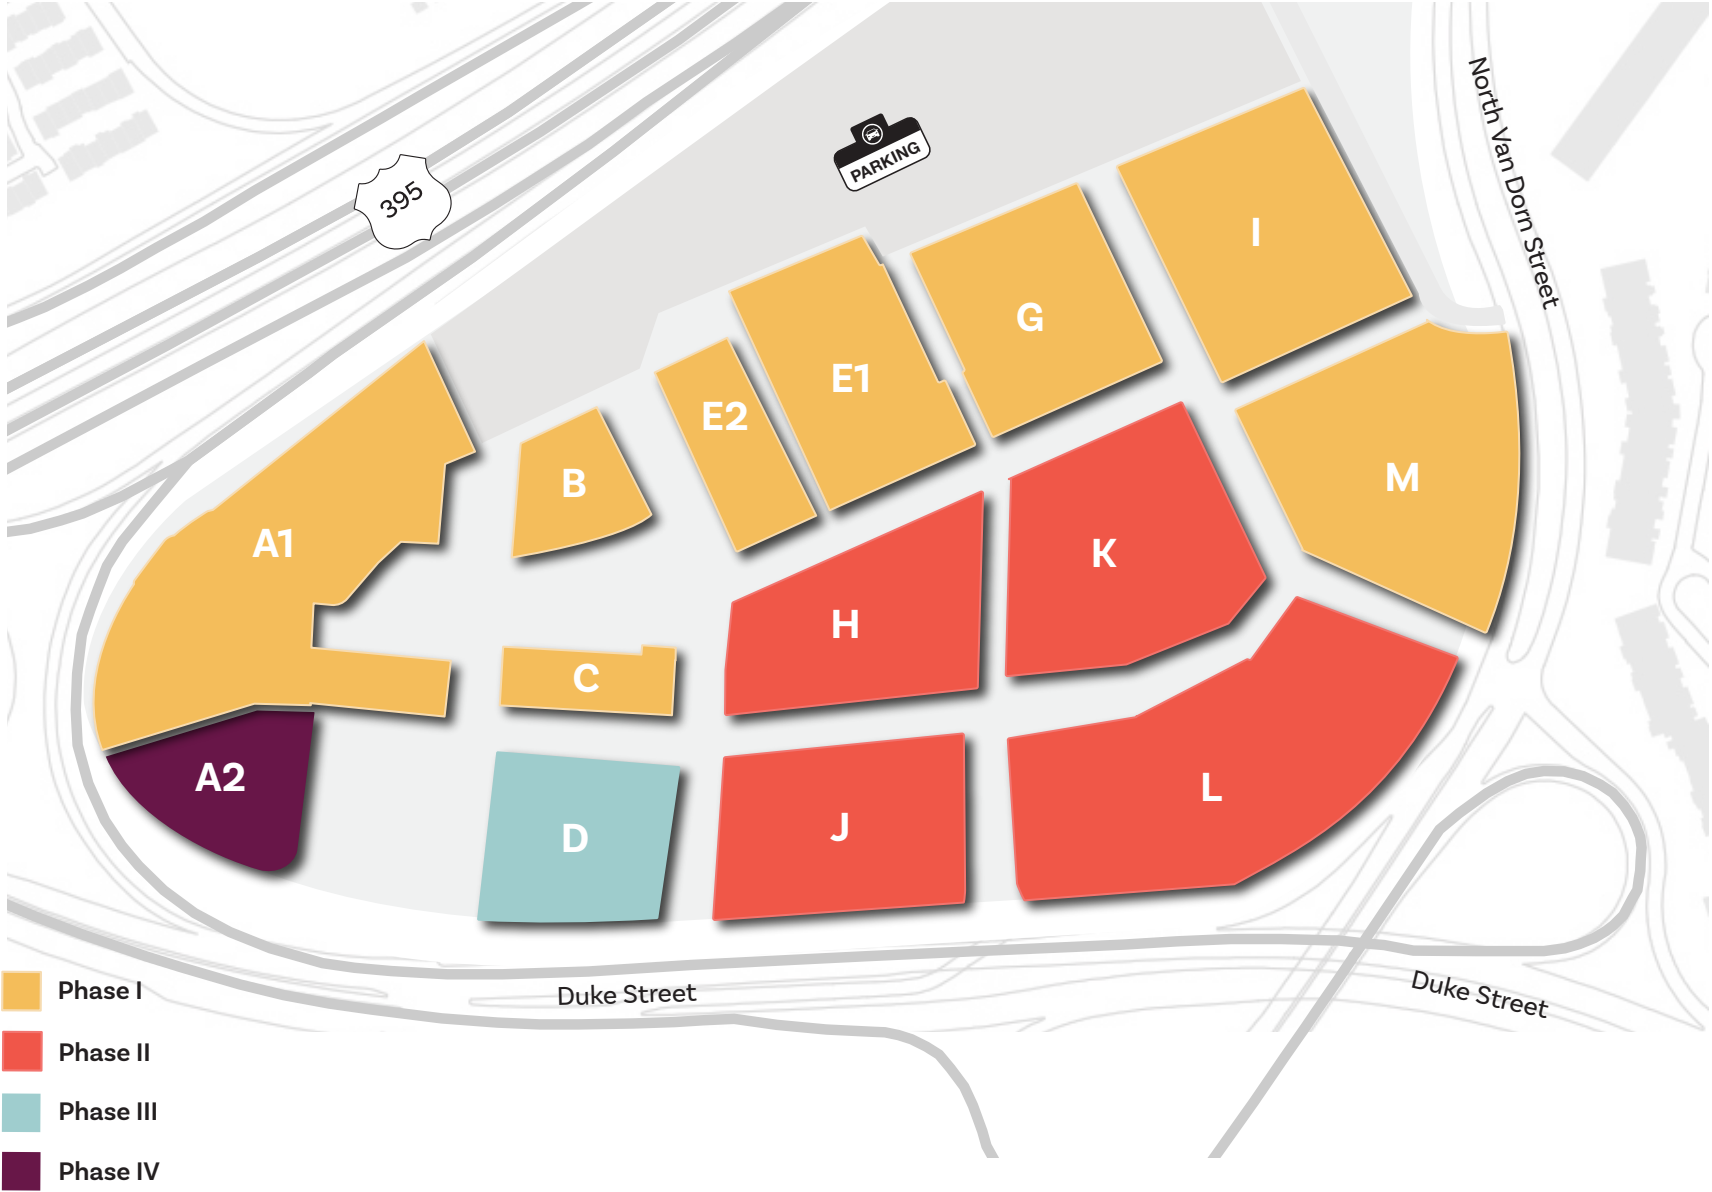 North Van Dorn Street
395
PARKING
I
G
E1
E2
B
M
K
A1
H
C
A2
D
J
L
Phase I
Phase II
Phase III
Phase IV
Duke Street
Duke Street